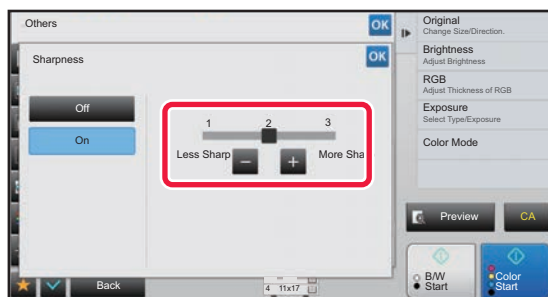 Others
OK
Sharpness
OK
Off
On
1 2 3
Less Sharp
More Sha
Back
4 11x17
Original
Change Size/Direction.
Brightness
Adjust Brightness
RGB
Adjust Thickness of RGB
Exposure
Select Type/Exposure
Color Mode
Preview
CA
B/W
Start
Color
Start